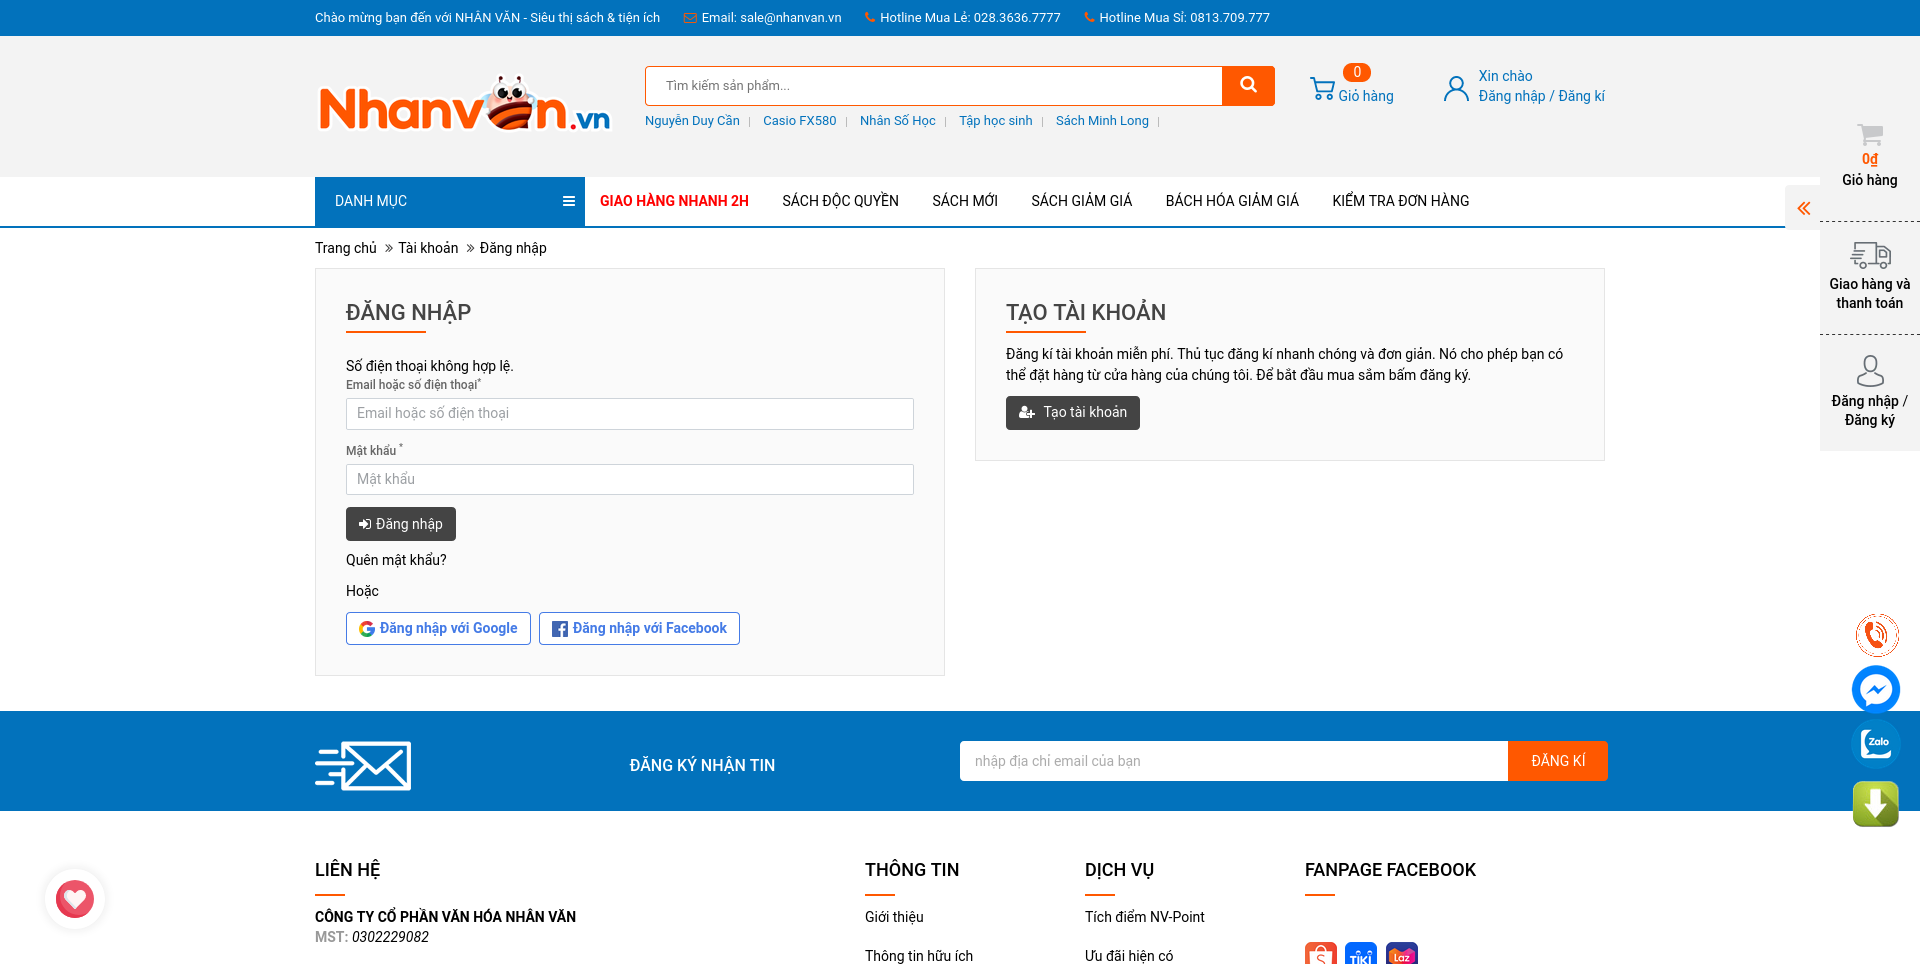 Chào mừng bạn đến với NHÂN VĂN - Siêu thị sách & tiện ích
Email: sale@nhanvan.vn
Hotline Mua Lẻ: 028.3636.7777
Hotline Mua Sỉ: 0813.709.777
Nhanvăn.vn
Tìm kiếm sản phẩm...
0
Giỏ hàng
Xin chào
Đăng nhập / Đăng kí
Nguyễn Duy Cần | Casio FX580 | Nhân Số Học | Tập học sinh | Sách Minh Long |
0₫
Giỏ hàng
DANH MỤC
GIAO HÀNG NHANH 2H
SÁCH ĐỘC QUYỀN
SÁCH MỚI
SÁCH GIẢM GIÁ
BÁCH HÓA GIẢM GIÁ
KIỂM TRA ĐƠN HÀNG
Trang chủ » Tài khoản » Đăng nhập
Giao hàng và
thanh toán
Đăng nhập /
Đăng ký
ĐĂNG NHẬP
Số điện thoại không hợp lệ.
Email hoặc số điện thoại*
Email hoặc số điện thoại
Mật khẩu *
Mật khẩu
Đăng nhập
Quên mật khẩu?
Hoặc
Đăng nhập với Google
Đăng nhập với Facebook
TẠO TÀI KHOẢN
Đăng kí tài khoản miễn phí. Thủ tục đăng kí nhanh chóng và đơn giản. Nó cho phép bạn có
thể đặt hàng từ cửa hàng của chúng tôi. Để bắt đầu mua sắm bấm đăng ký.
Tạo tài khoản
Zalo
ĐĂNG KÝ NHẬN TIN
nhập địa chỉ email của bạn
ĐĂNG KÍ
LIÊN HỆ
CÔNG TY CỔ PHẦN VĂN HÓA NHÂN VĂN
MST: 0302229082
THÔNG TIN
Giới thiệu
Thông tin hữu ích
DỊCH VỤ
Tích điểm NV-Point
Ưu đãi hiện có
FANPAGE FACEBOOK
S
TIKI
Laz